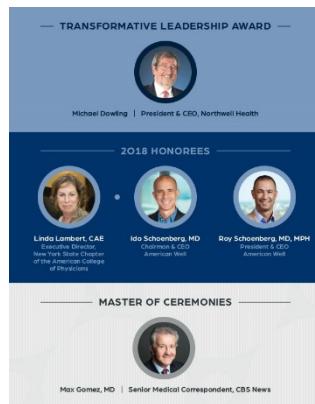 TRANSFORMATIVE LEADERSHIP AWARD
Michael Dowling | President & CEO, Northwell Health
2018 HONOREES
Linda Lambert, CAE
Executive Director,
New York State Chapter
of the American College
of Physicians
Ido Schoenberg, MD
Chairman & CEO
American Well
Roy Schoenberg, MD, MPH
President & CEO
American Well
MASTER OF CEREMONIES
Max Gomez, MD | Senior Medical Correspondent, CBS News